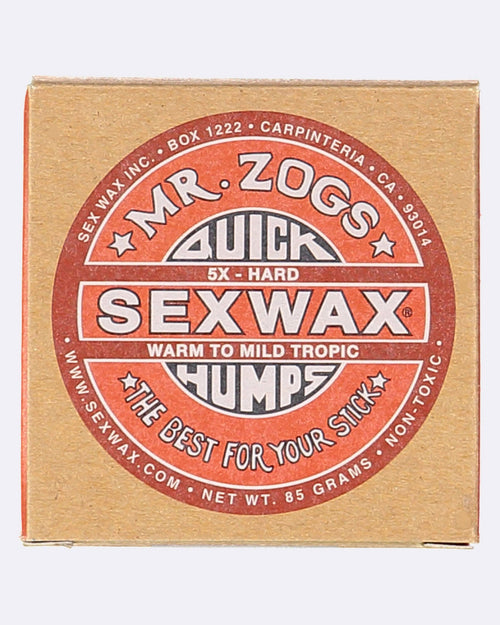 SEX WAX INC. • BOX 1222 • CARPINTERIA • CA • 93014
MR. ZOGS
QUICK
5X - HARD
SEXWAX®
WARM TO MILD TROPIC
HUMPS
THE BEST FOR YOUR STICK
• WWW.SEXWAX.COM • NET WT. 85 GRAMS • NON-TOXIC •